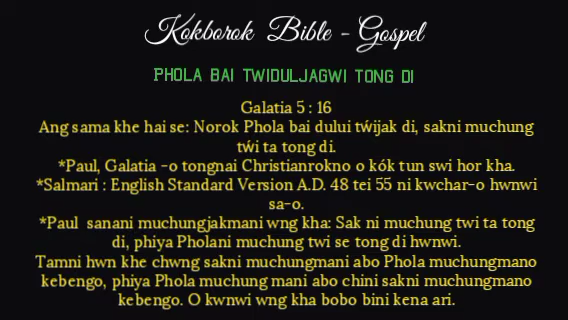 Kokborok Bible - Gospel
PHOLA BAI TWIDULJAGWI TONG DI
Galatia 5 : 16
Ang sama khe hai se: Norok Phola bai dului tẃijak di, sakni muchung
tẃi ta tong di.
*Paul, Galatia -o tongnai Christianrokno o kók tun swi hor kha.
*Salmari : English Standard Version A.D. 48 tei 55 ni kwchar-o hwnwi
sa-o.
*Paul sanani muchungjakmani wng kha: Sak ni muchung twi ta tong
di, phiya Pholani muchung twi se tong di hwnwi.
Tamni hwn khe chwng sakni muchungmani abo Phola muchungmano
kebengo, phiya Phola muchung mani abo chini sakni muchungmano
kebengo. O kwnwi wng kha bobo bini kena ari.